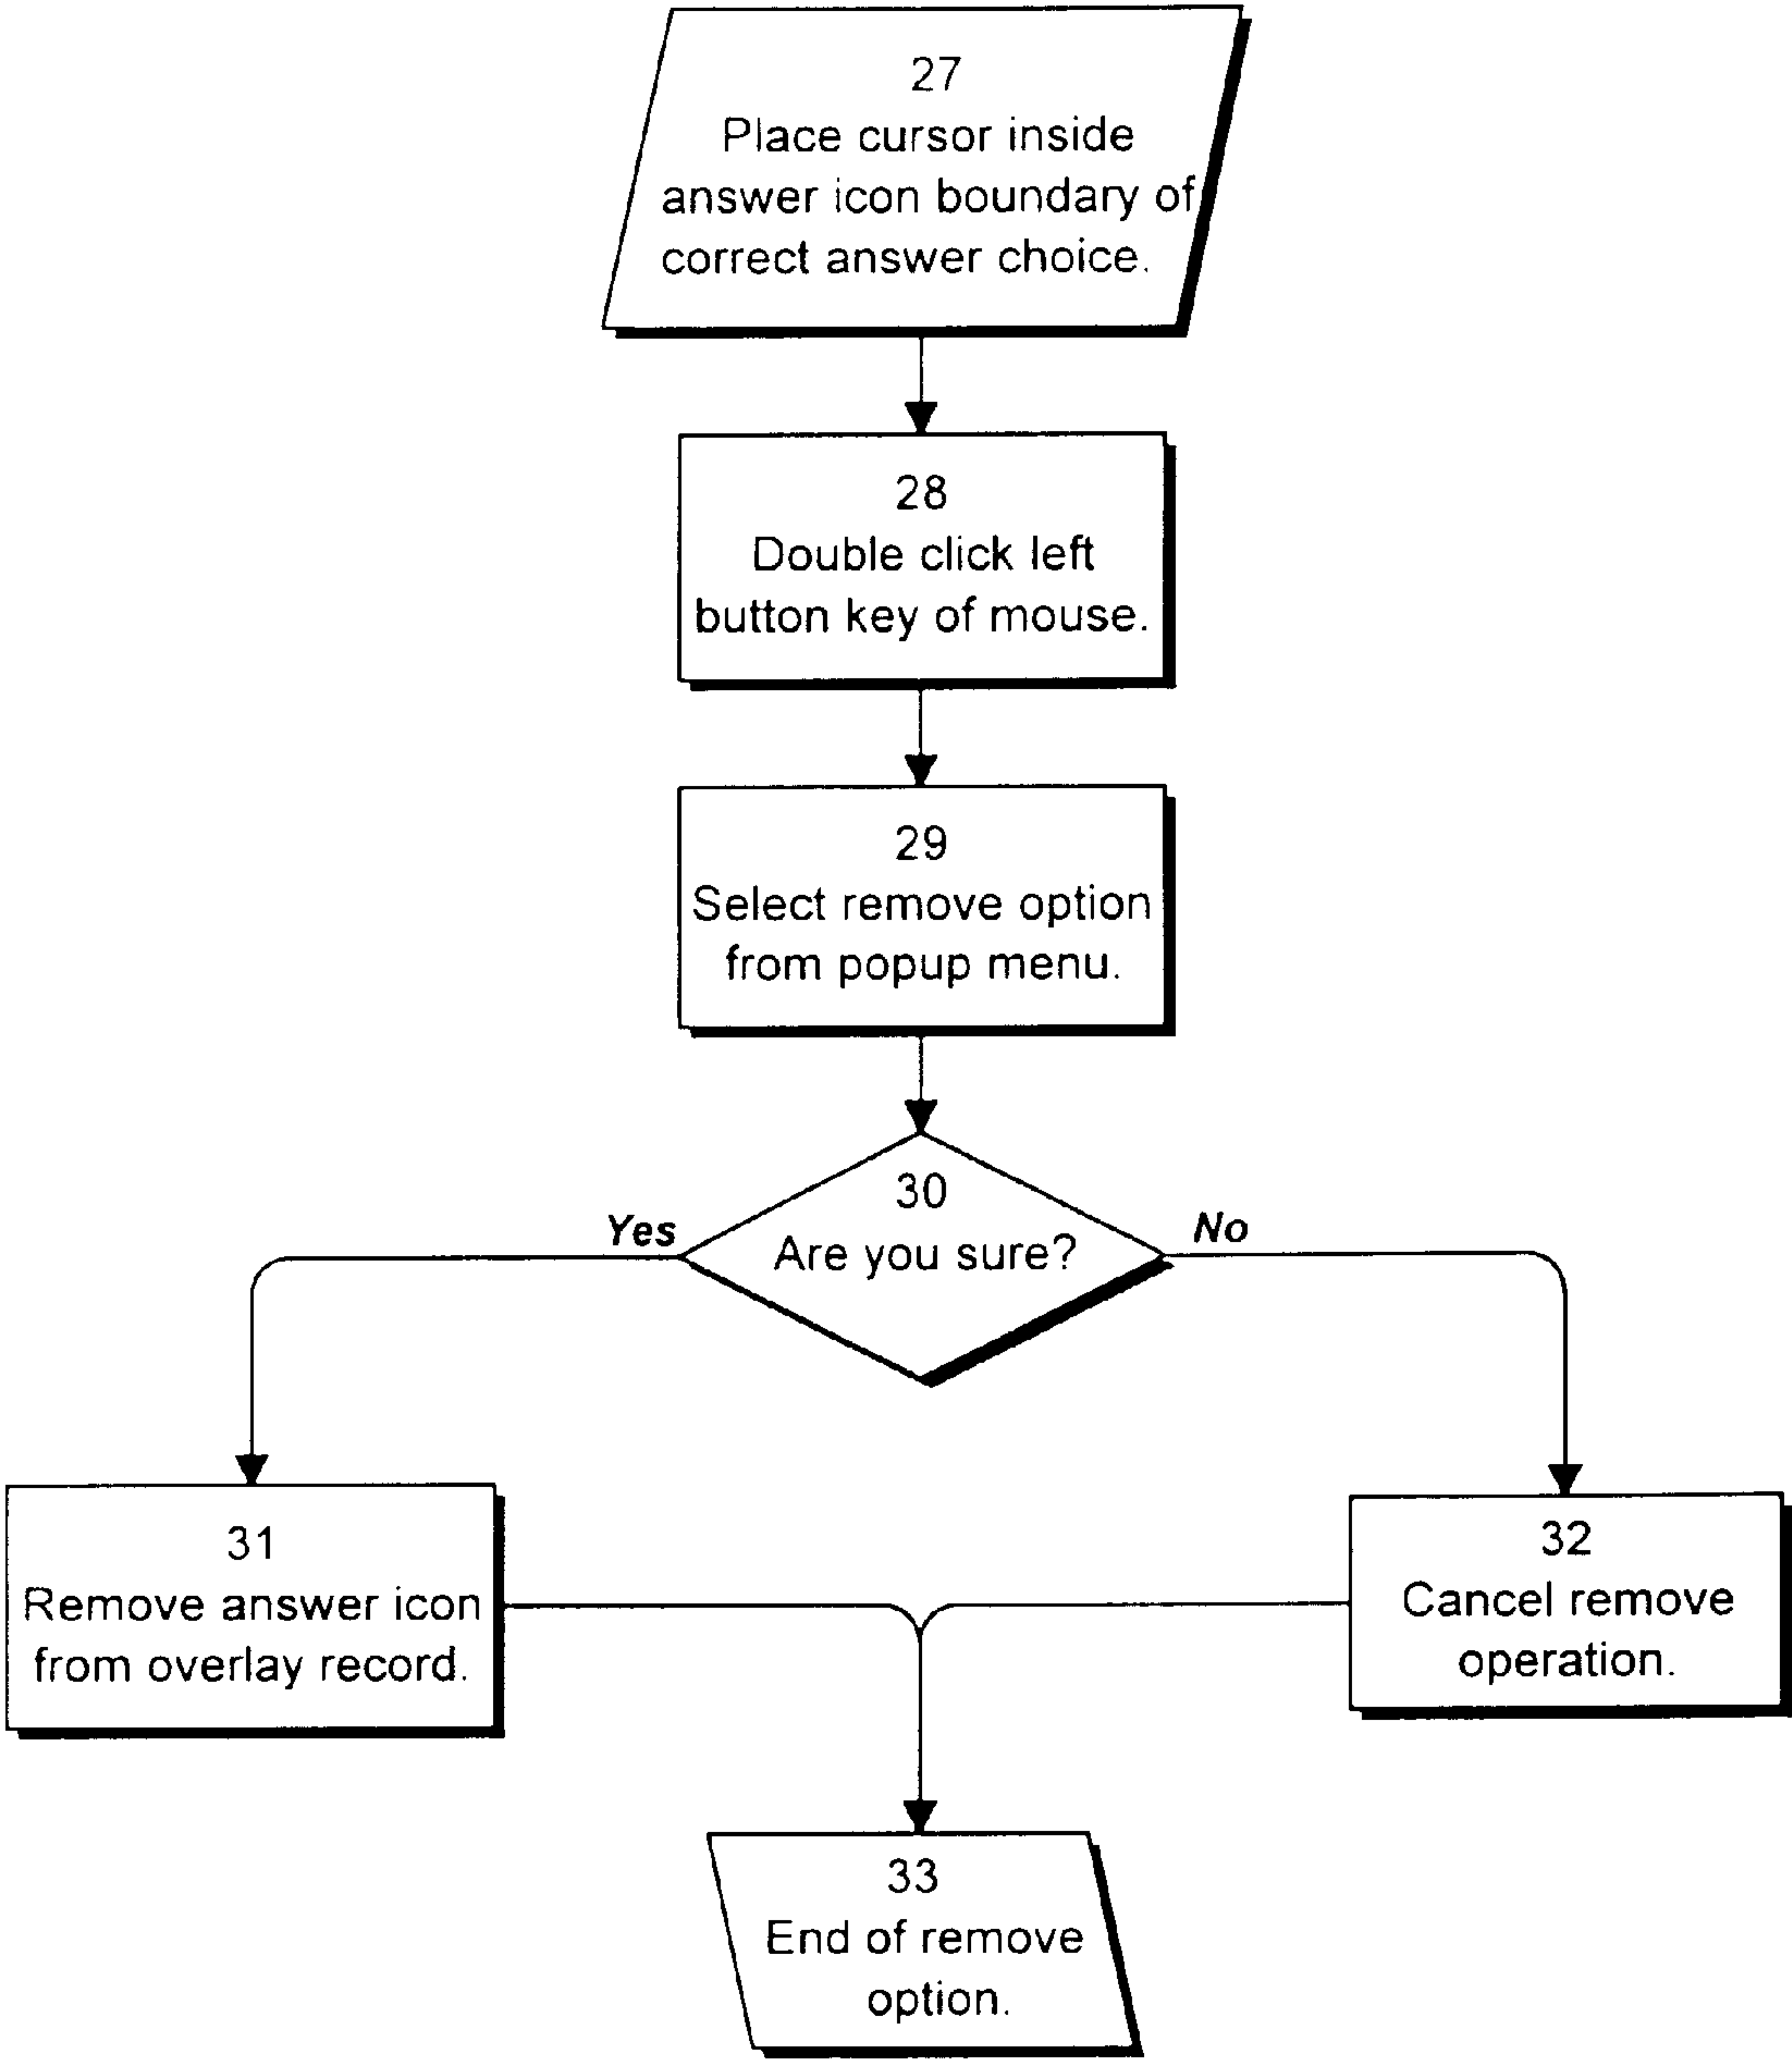 27
Place cursor inside
answer icon boundary of
correct answer choice.
28
Double click left
button key of mouse.
29
Select remove option
from popup menu.
30
Are you sure?
Yes
No
31
Remove answer icon
from overlay record.
32
Cancel remove
operation.
33
End of remove
option.